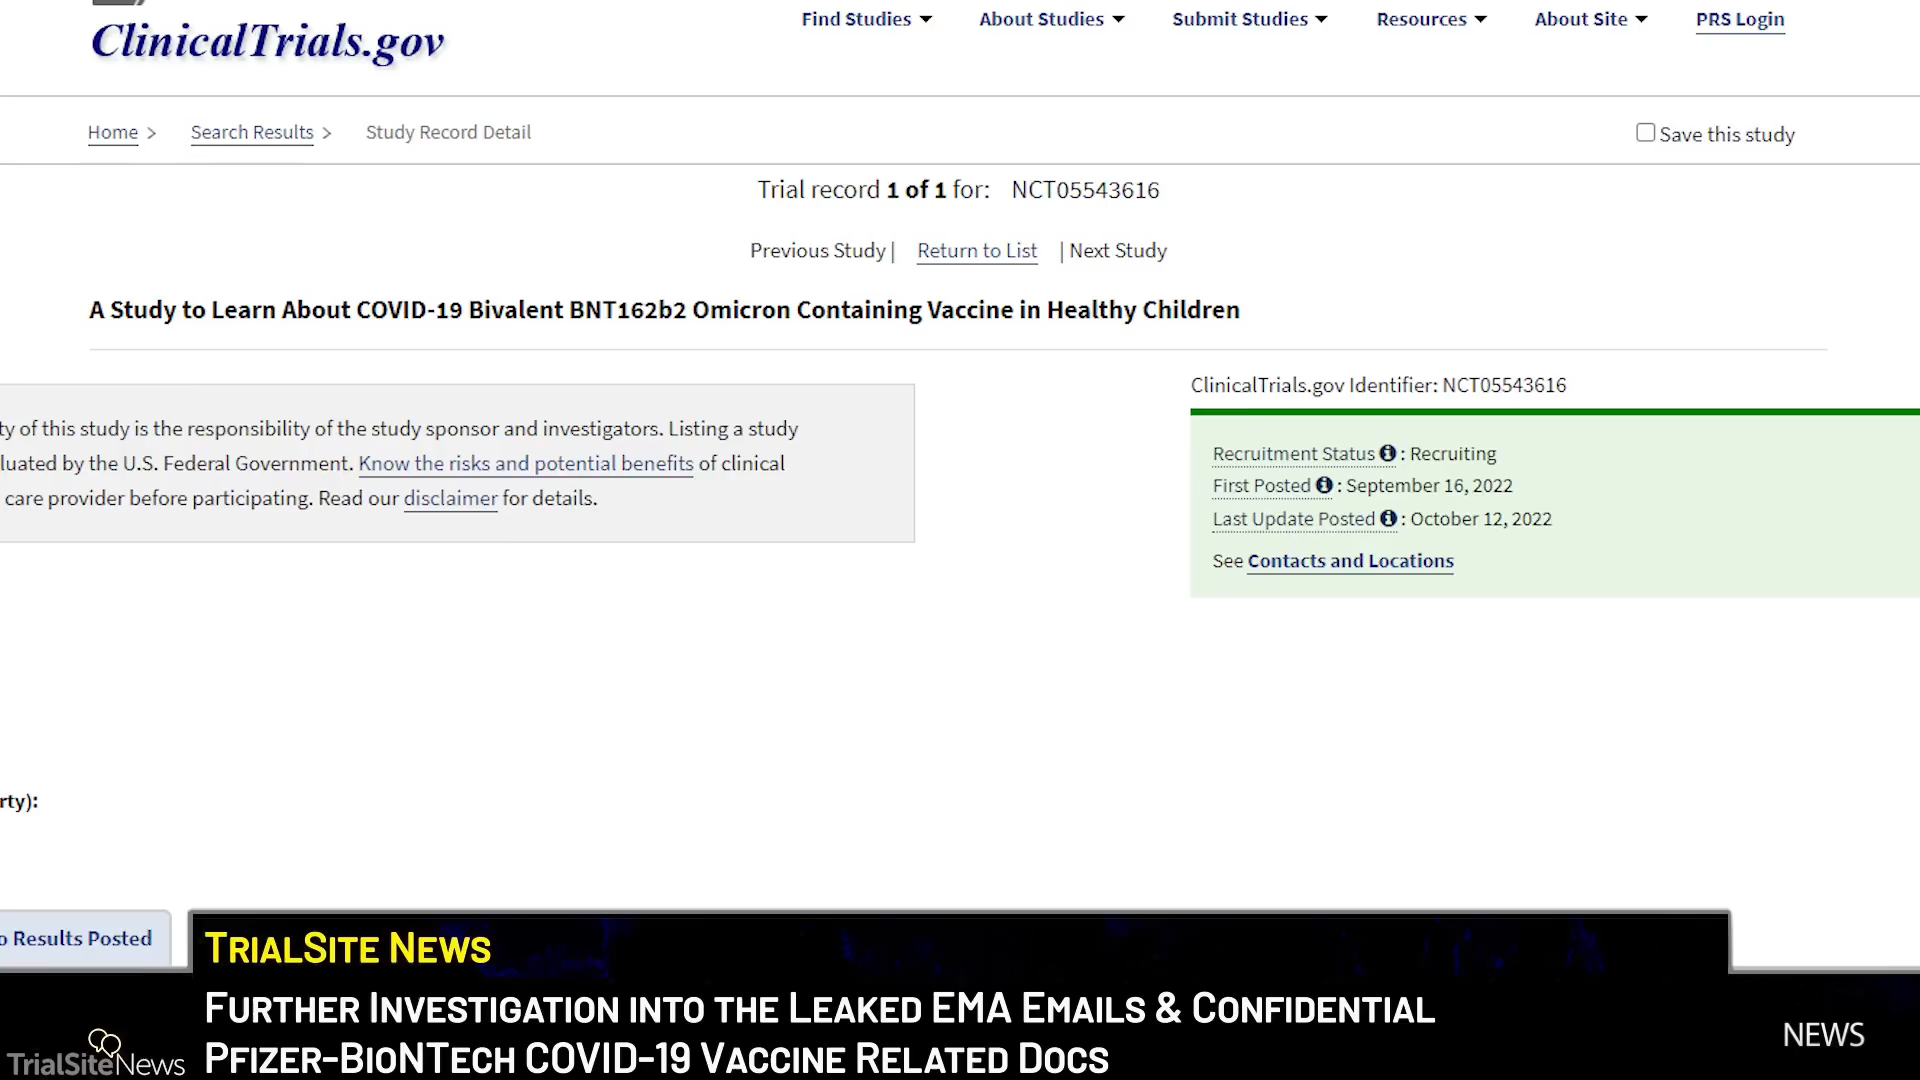 ClinicalTrials.gov
Find Studies About Studies Submit Studies Resources About Site PRS Login
Home > Search Results > Study Record Detail
Save this study
Trial record 1 of 1 for: NCT05543616
Previous Study | Return to List | Next Study
A Study to Learn About COVID-19 Bivalent BNT162b2 Omicron Containing Vaccine in Healthy Children
ty of this study is the responsibility of the study sponsor and investigators. Listing a study
luated by the U.S. Federal Government. Know the risks and potential benefits of clinical
care provider before participating. Read our disclaimer for details.
ClinicalTrials.gov Identifier: NCT05543616
Recruitment Status : Recruiting
First Posted : September 16, 2022
Last Update Posted : October 12, 2022
See Contacts and Locations
rty):
o Results Posted
TrialSite News
Further Investigation into the Leaked EMA Emails & Confidential
Pfizer-BioNTech COVID-19 Vaccine Related Docs
TrialSiteNews
NEWS